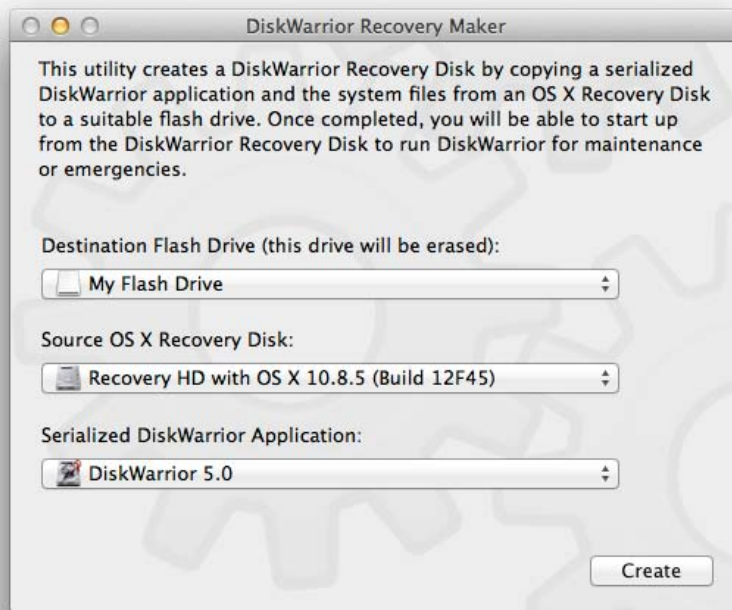 DiskWarrior Recovery Maker
This utility creates a DiskWarrior Recovery Disk by copying a serialized
DiskWarrior application and the system files from an OS X Recovery Disk
to a suitable flash drive. Once completed, you will be able to start up
from the DiskWarrior Recovery Disk to run DiskWarrior for maintenance
or emergencies.
Destination Flash Drive (this drive will be erased):
My Flash Drive
Source OS X Recovery Disk:
Recovery HD with OS X 10.8.5 (Build 12F45)
Serialized DiskWarrior Application:
DiskWarrior 5.0
Create